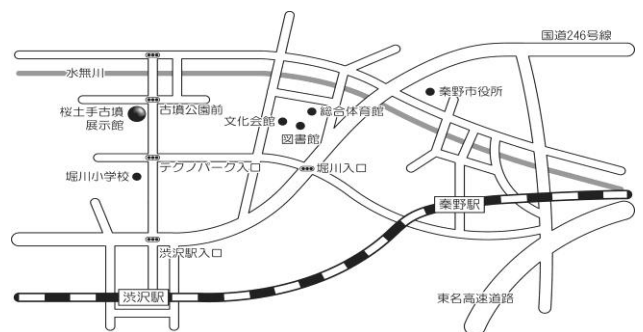 国道246号線
水無川
秦野市役所
桜土手古墳
展示館
古墳公園前
総合体育館
文化会館
図書館
テクノパーク入口
堀川入口
堀川小学校
秦野駅
渋沢駅入口
渋沢駅
東名高速道路